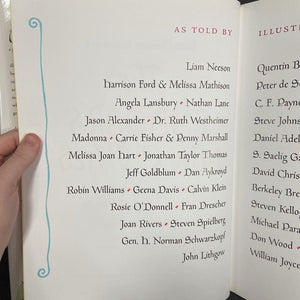 AS TOLD BY
Liam Neeson
Harrison Ford & Melissa Mathison
Angela Lansbury • Nathan Lane
Jason Alexander • Dr. Ruth Westheimer
Madonna • Carrie Fisher & Penny Marshall
Melissa Joan Hart • Jonathan Taylor Thomas
Jeff Goldblum • Dan Aykroyd
Robin Williams • Geena Davis • Calvin Klein
Rosie O'Donnell • Fran Drescher
Joan Rivers • Steven Spielberg
Gen. H. Norman Schwarzkopf
John Lithgow
ILLUSTR
Quentin B
Peter de S
C. F. Payn
Steve Johns
Daniel Adel
S. Saelig Ga
David Chris
Berkeley Bre
Steven Kello
Michael Para
Don Wood
William Joyce